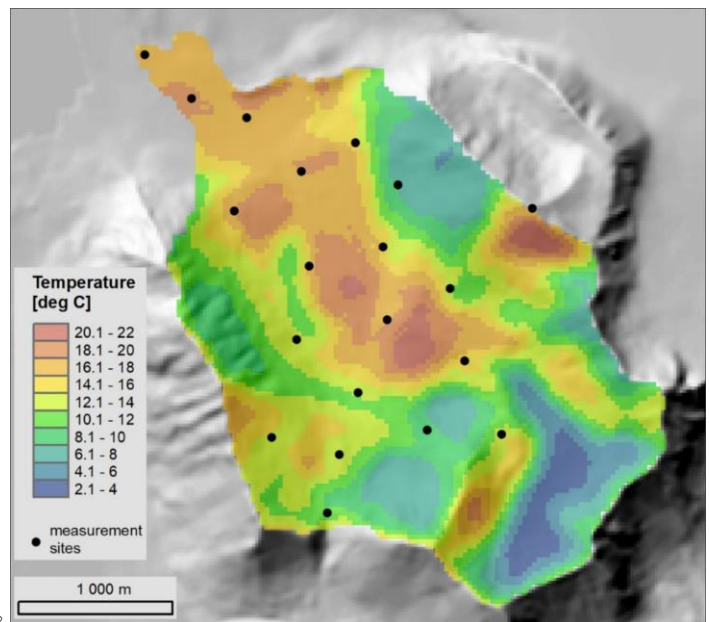 Temperature
[deg C]
20.1 - 22
18.1 - 20
16.1 - 18
14.1 - 16
12.1 - 14
10.1 - 12
8.1 - 10
6.1 - 8
4.1 - 6
2.1 - 4
measurement
sites
1 000 m